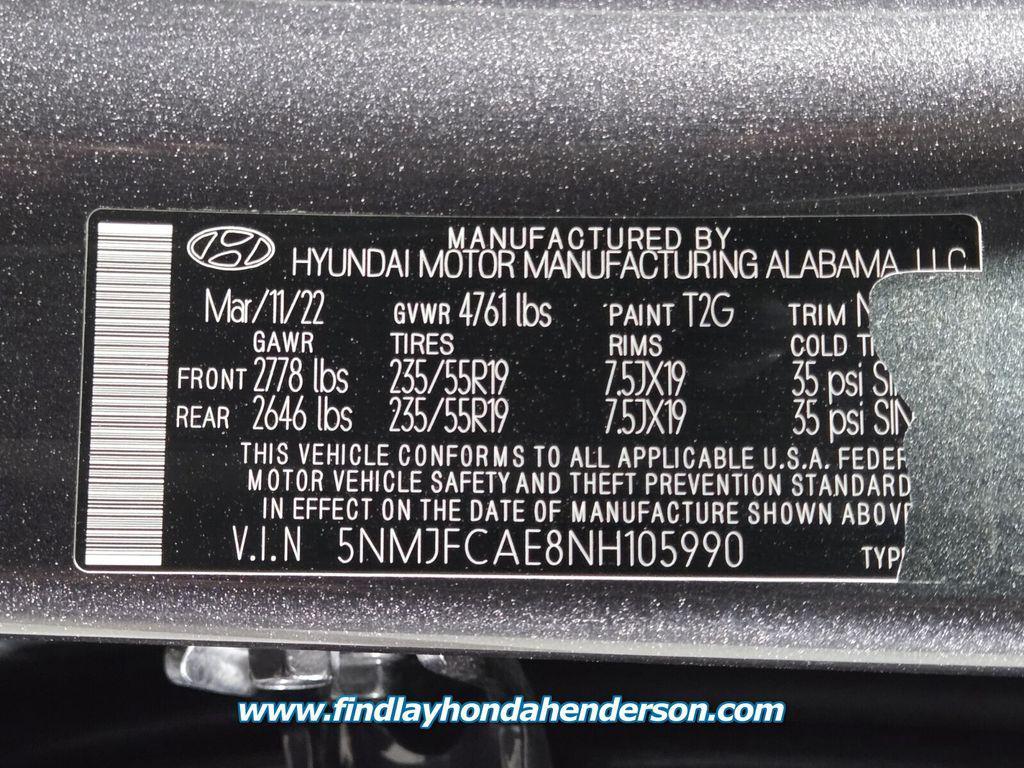 MANUFACTURED BY
HYUNDAI MOTOR MANUFACTURING ALABAMA, LLC
Mar/11/22 GVWR 4761 lbs PAINT T2G TRIM
GAWR TIRES RIMS COLD
FRONT 2778 lbs 235/55R19 7.5JX19 35 psi
REAR 2646 lbs 235/55R19 7.5JX19 35 psi
THIS VEHICLE CONFORMS TO ALL APPLICABLE U.S.A.
MOTOR VEHICLE SAFETY AND THEFT PREVENTION STANDARD
IN EFFECT ON THE DATE OF MANUFACTURE SHOWN
V.I.N 5NMJFCAE8NH105990
www.findlayhondahenderson.com